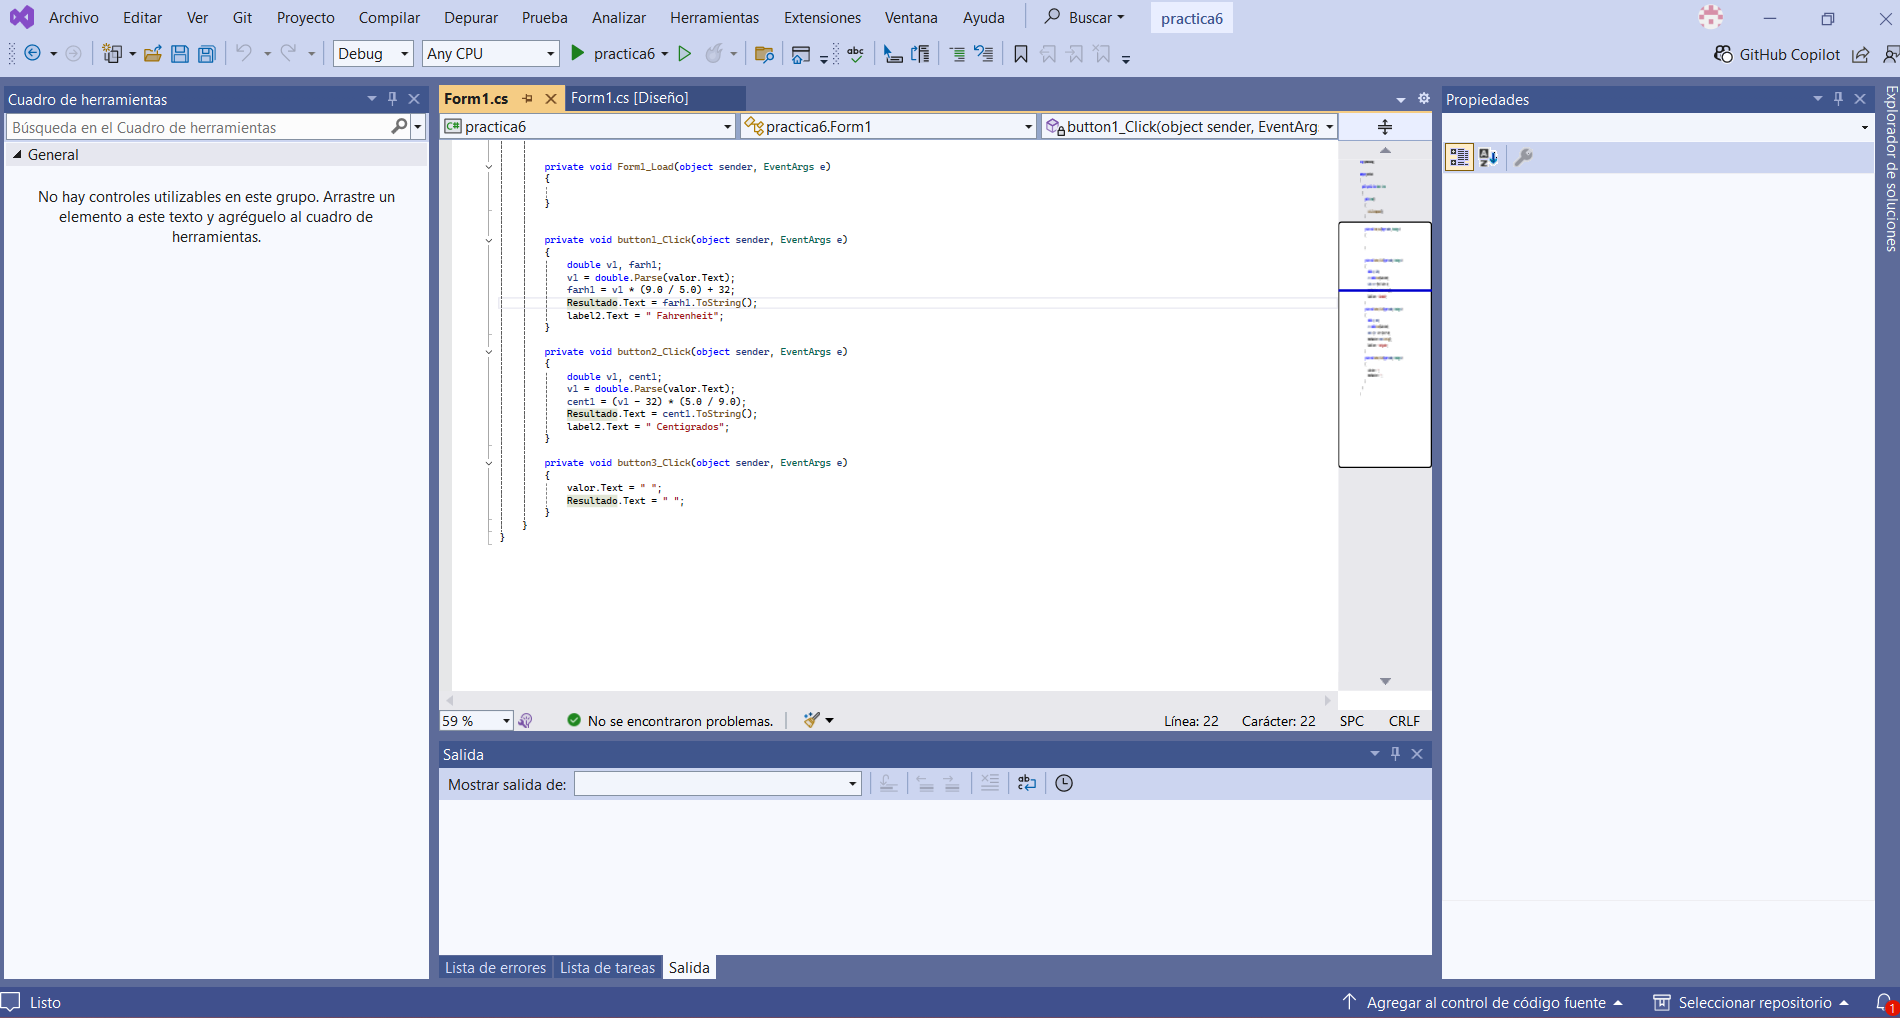 Archivo Editar Ver Git Proyecto Compilar Depurar Prueba Analizar Herramientas Extensiones Ventana Ayuda Buscar practica6
Debug Any CPU practica6 abc GitHub Copilot
Cuadro de herramientas
Búsqueda en el Cuadro de herramientas
General
No hay controles utilizables en este grupo. Arrastre un
elemento a este texto y agréguelo al cuadro de
herramientas.
Form1.cs Form1.cs [Diseño]
C# practica6 practica6.Form1 button1_Click(object sender, EventArg
private void Form1_Load(object sender, EventArgs e)
{
}
private void button1_Click(object sender, EventArgs e)
{
double v1, farh1;
v1 = double.Parse(valor.Text);
farh1 = v1 * (9.0 / 5.0) + 32;
Resultado.Text = farh1.ToString();
label2.Text = " Fahrenheit";
}
private void button2_Click(object sender, EventArgs e)
{
double v1, cent1;
v1 = double.Parse(valor.Text);
cent1 = (v1 - 32) * (5.0 / 9.0);
Resultado.Text = cent1.ToString();
label2.Text = " Centigrados";
}
private void button3_Click(object sender, EventArgs e)
{
valor.Text = " ";
Resultado.Text = " ";
}
}
}
59 % No se encontraron problemas. Línea: 22 Carácter: 22 SPC CRLF
Salida
Mostrar salida de:
Lista de errores Lista de tareas Salida
Propiedades
Explorador de soluciones
Listo Agregar al control de código fuente Seleccionar repositorio 1